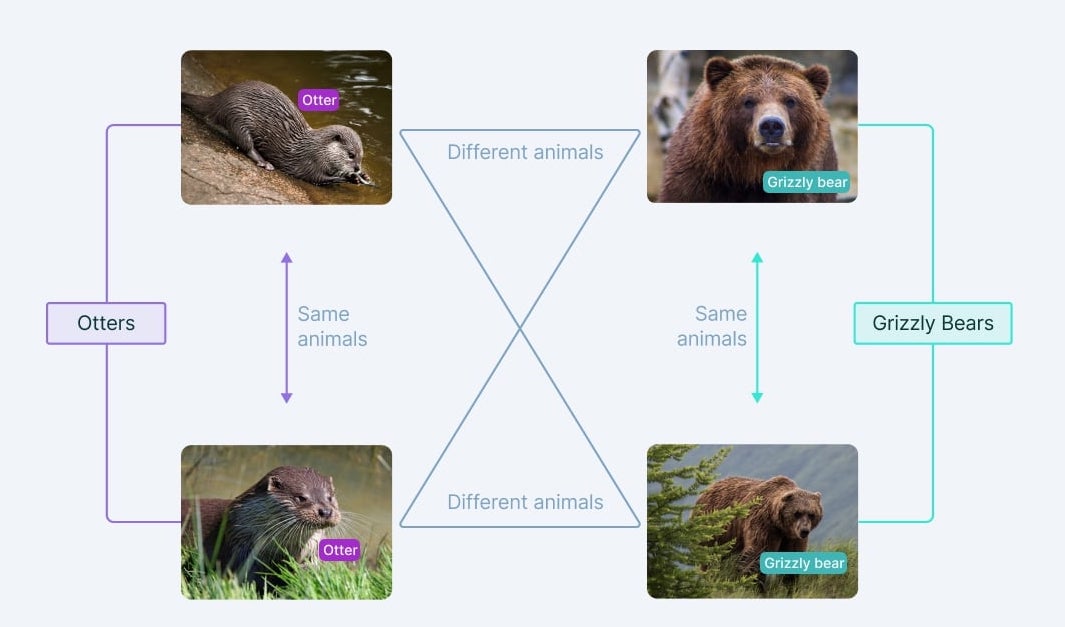 Otter
Different animals
Grizzly bear
Otters
Same
animals
Same
animals
Grizzly Bears
Different animals
Otter
Grizzly bear